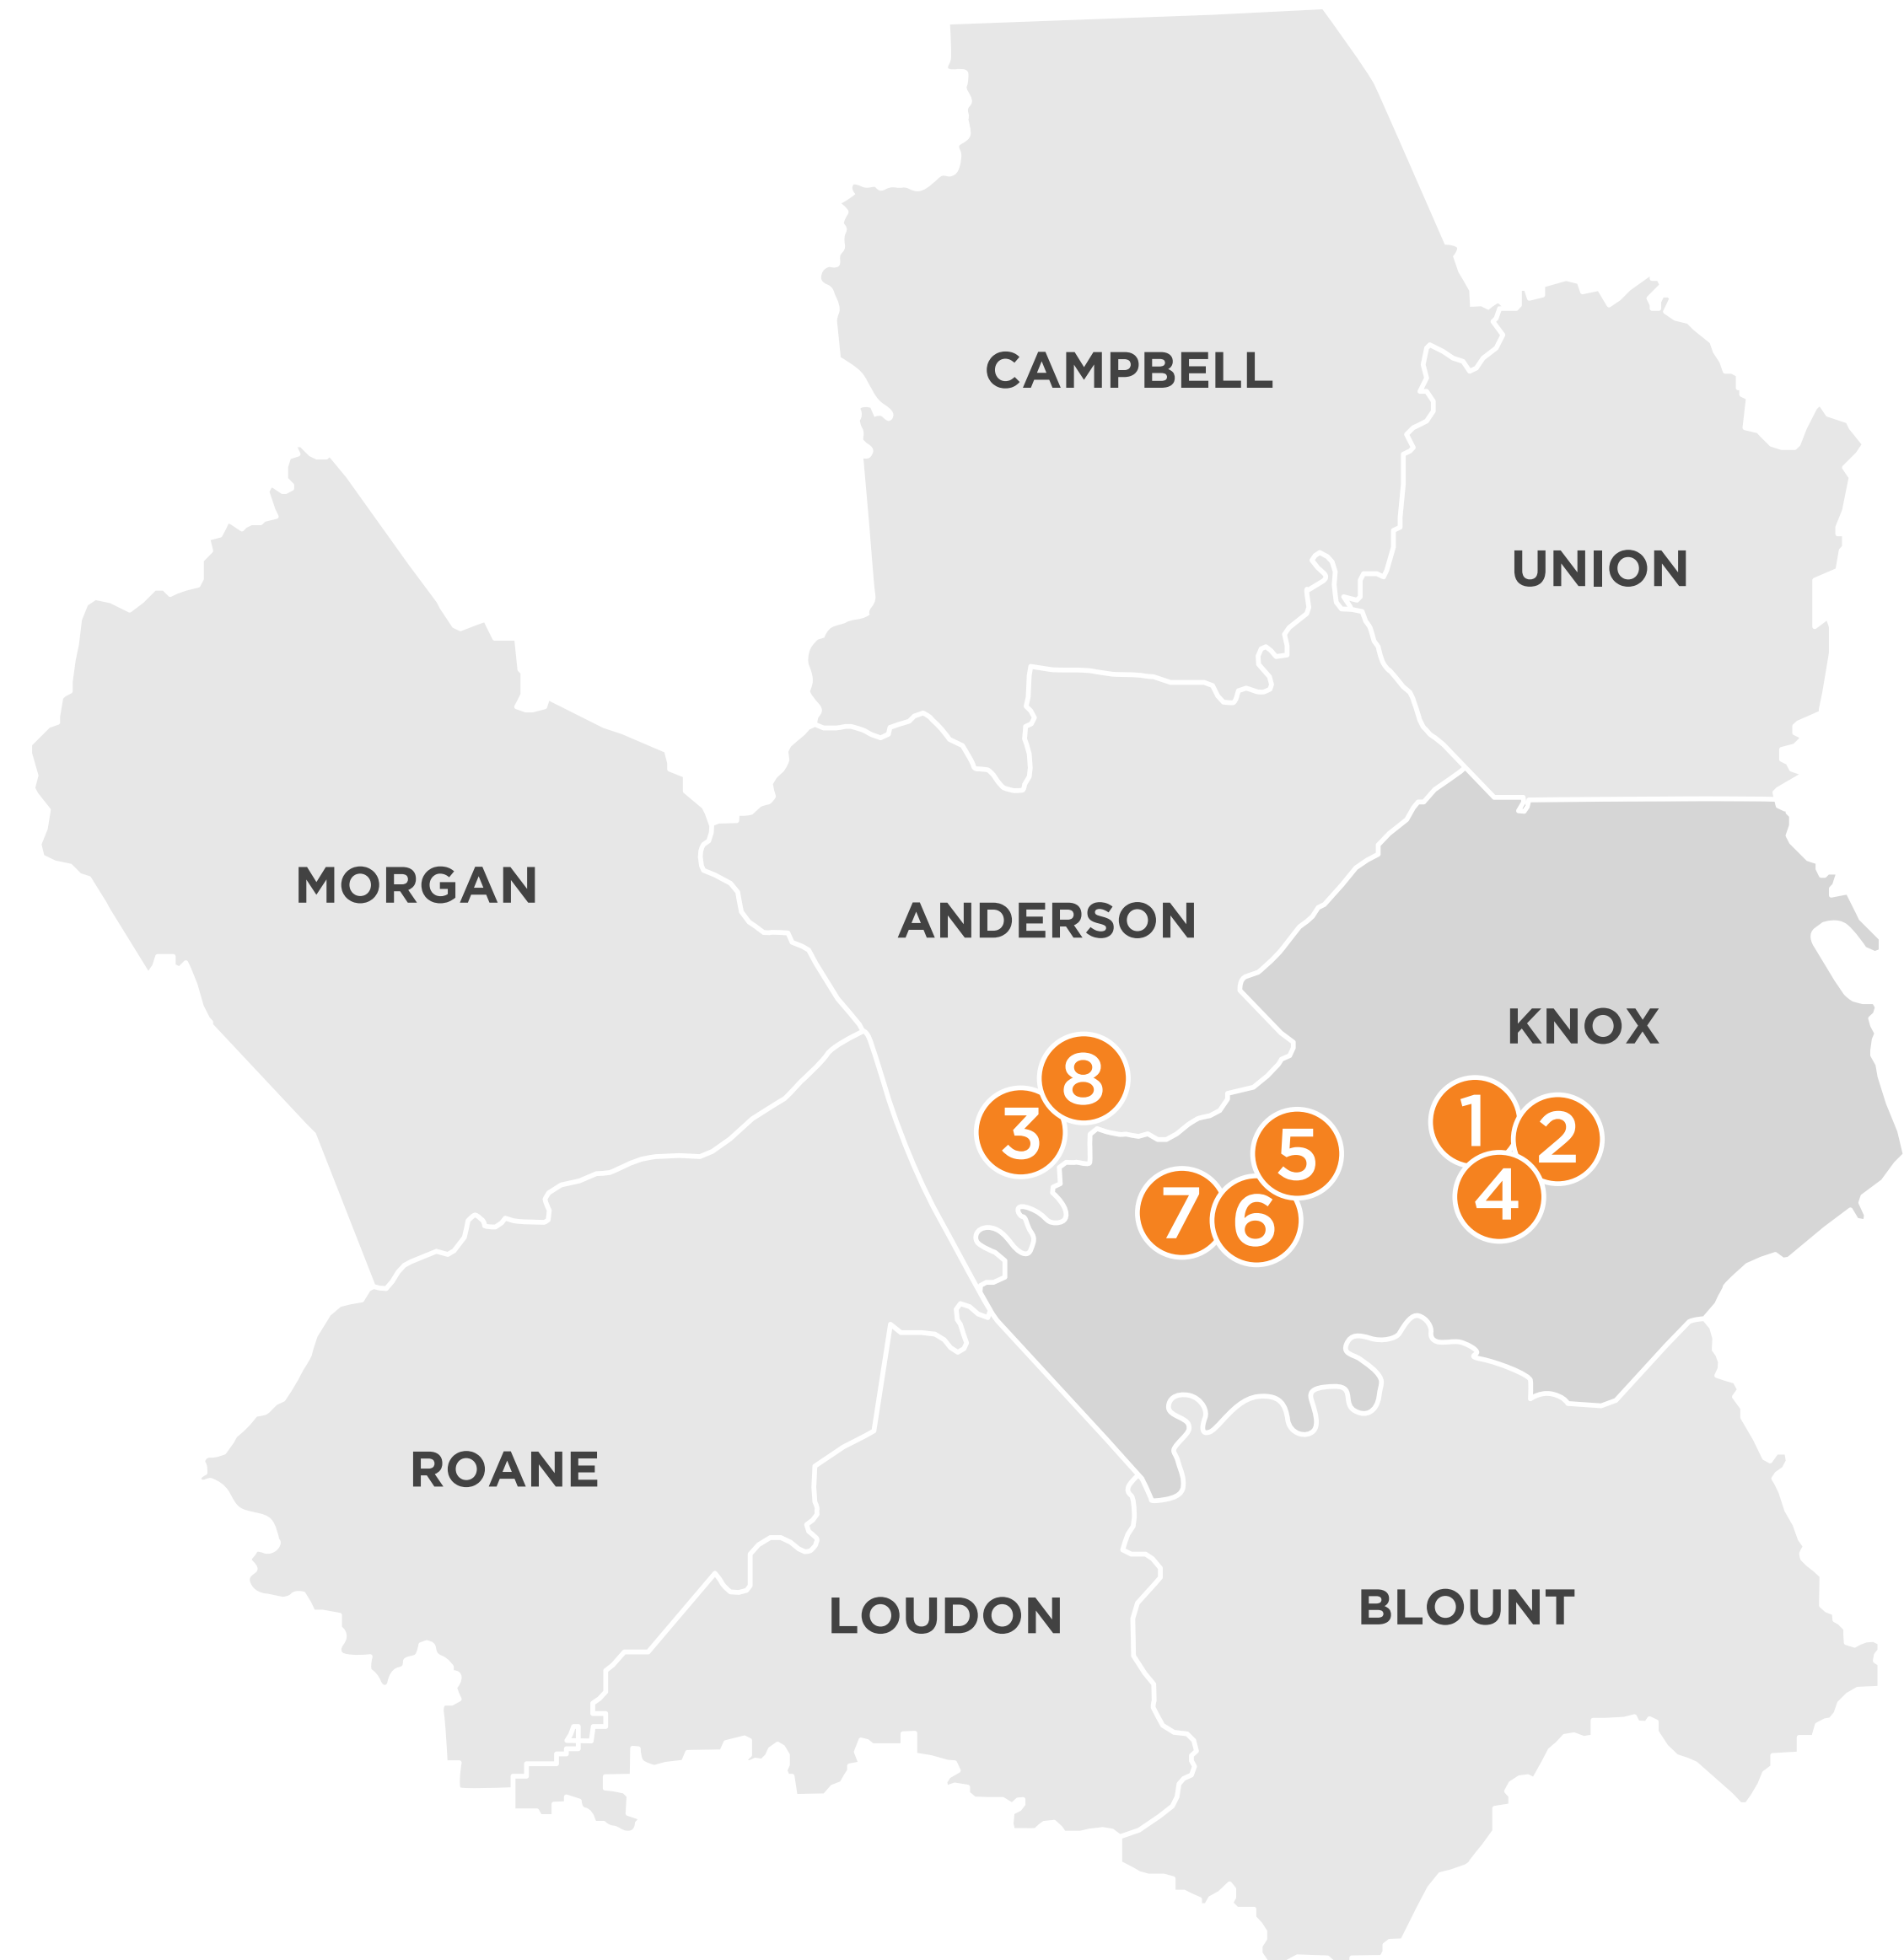 CAMPBELL
UNION
MORGAN
ANDERSON
KNOX
8
3
1
2
5
4
7
6
ROANE
LOUDON
BLOUNT